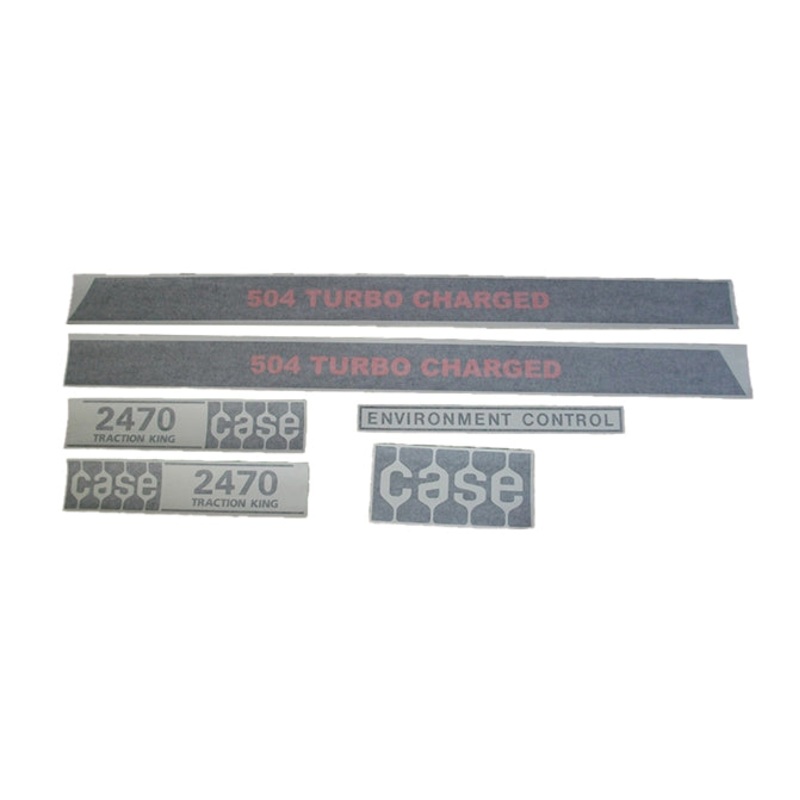 504 TURBO CHARGED
504 TURBO CHARGED
2470
TRACTION KING
case
ENVIRONMENT CONTROL
case
2470
TRACTION KING
case